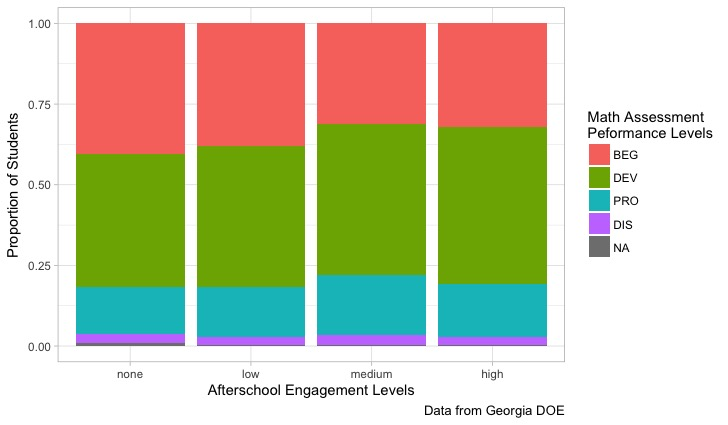 1.00
0.75
0.50
0.25
0.00
Proportion of Students
none low medium high
Afterschool Engagement Levels
Data from Georgia DOE
Math Assessment
Peformance Levels
BEG
DEV
PRO
DIS
NA